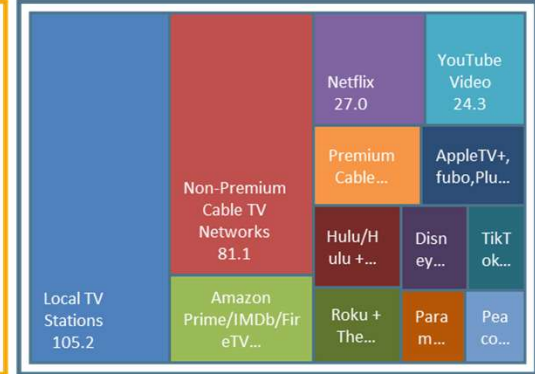 Local TV
Stations
105.2
Non-Premium
Cable TV
Networks
81.1
Amazon
Prime/IMDb/Fir
eTV...
Netflix
27.0
YouTube
Video
24.3
Premium
Cable...
AppleTV+,
fubo,Plu...
Hulu/H
ulu +...
Disn
ey...
TikT
ok...
Roku +
The...
Para
m...
Pea
co...